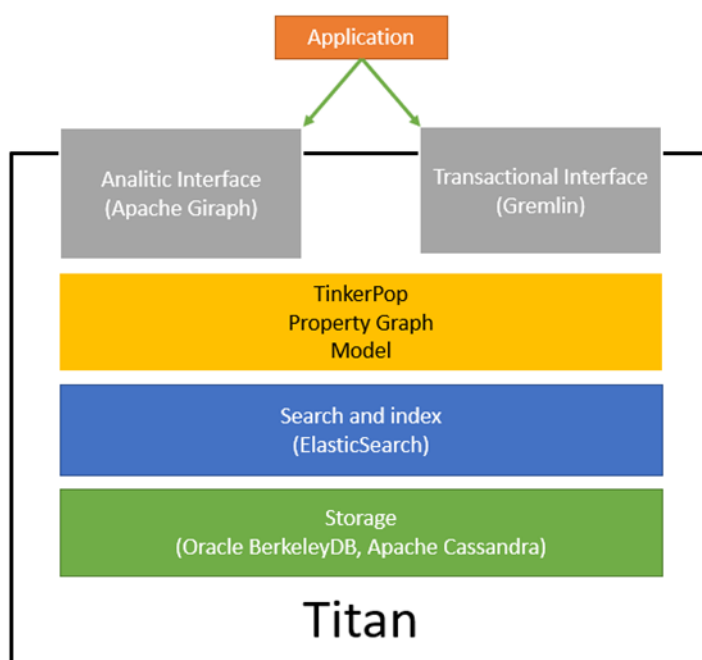 Application
Analitic Interface
(Apache Giraph)
Transactional Interface
(Gremlin)
TinkerPop
Property Graph
Model
Search and index
(ElasticSearch)
Storage
(Oracle BerkeleyDB, Apache Cassandra)
Titan